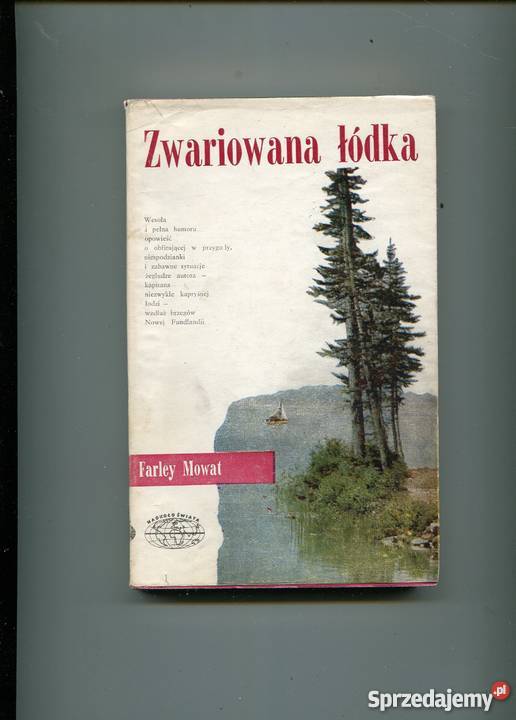 Zwariowana łódka
Wesoła
i pełna humoru
opowieść
o obfitującej w przygody,
niespodzianki
i zabawne sytuacje
żegludze autora –
kapitana
niezwykle kapryśnej
łodzi –
wzdłuż brzegów
Nowej Fundlandii
Farley Mowat
NAOKOŁO ŚWIATA
Sprzedajemy.pl